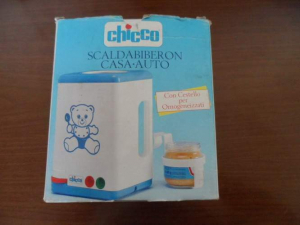 chicco
SCALDABIBERON
CASA-AUTO
Con Cestello
per
Omogeneizzati
chicco